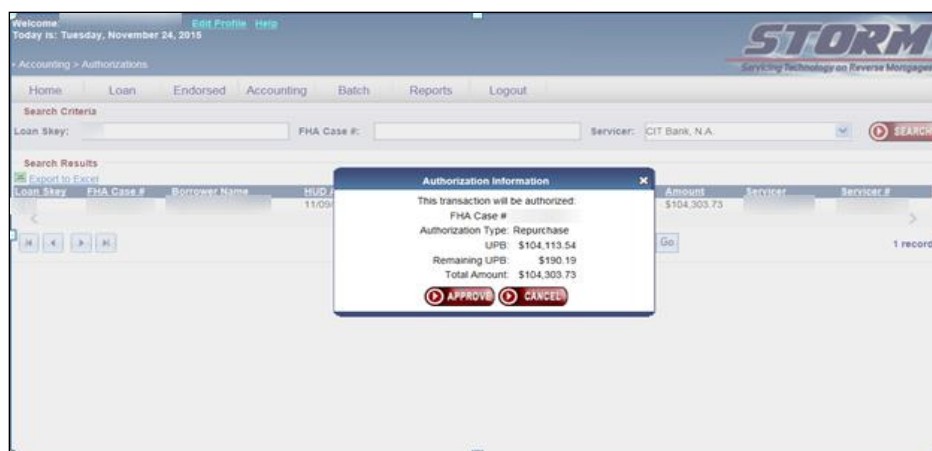 Welcome: Edit Profile Help
Today is: Tuesday, November 24, 2015
STORM
Servicing Technology on Reverse Mortgages
Accounting > Authorizations
Home Loan Endorsed Accounting Batch Reports Logout
Search Criteria
Loan Skey: FHA Case #: Servicer: CIT Bank, N.A. SEARCH
Search Results
Export to Excel
Loan Skey FHA Case # Borrower Name HUD Amount Servicer Servicer #
11/09/ $104,303.73
Go 1 record
Authorization Information
This transaction will be authorized:
FHA Case #
Authorization Type: Repurchase
UPB: $104,113.54
Remaining UPB: $190.19
Total Amount: $104,303.73
APPROVE CANCEL